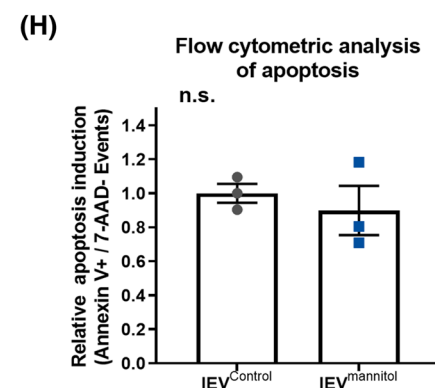 (H)
Flow cytometric analysis
of apoptosis
n.s.
Relative apoptosis induction
(Annexin V+ / 7-AAD- Events)
1.4
1.2
1.0
0.8
0.6
0.4
0.2
0.0
IEVControl
IEVmannitol